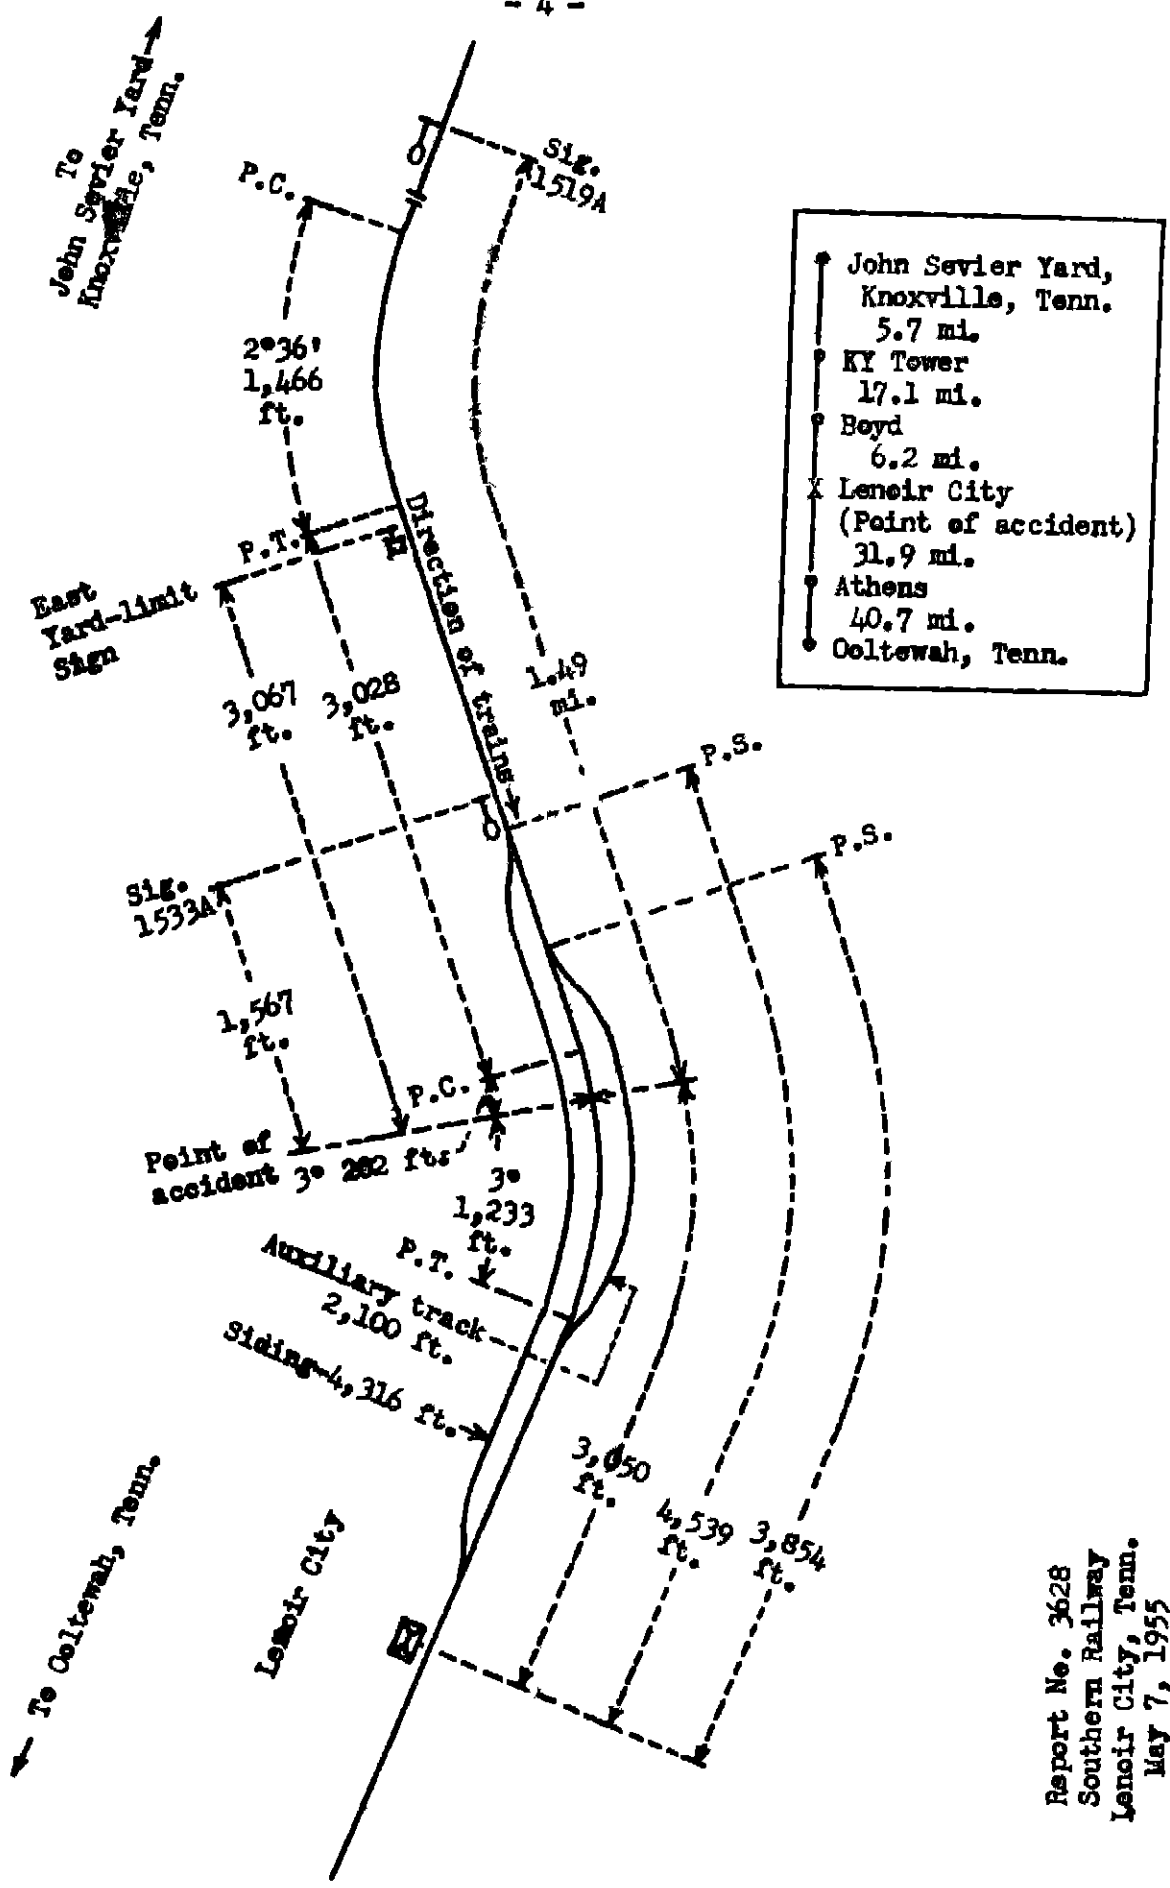 - 4 -
To
John Sevier Yard
Knoxville, Tenn.
P.C.
Sig.
1519A
2°36'
1,466
ft.
John Sevier Yard,
Knoxville, Tenn.
5.7 mi.
KY Tower
17.1 mi.
Boyd
6.2 mi.
X Lenoir City
(Point of accident)
31.9 mi.
Athens
40.7 mi.
Ooltewah, Tenn.
P.T.
East
Yard-limit
Sign
Direction of trains
3,067
ft.
3,028
ft.
1.49
mi.
P.S.
P.S.
Sig.
1533A
1,567
ft.
P.C.
Point of
accident 3° 202 ft.
3°
1,233
ft.
P.T.
Auxiliary track
2,100 ft.
Siding-4,316 ft.
3,050
ft.
4,539
ft.
3,854
ft.
To Ooltewah, Tenn.
Lenoir City
Report No. 3628
Southern Railway
Lenoir City, Tenn.
May 7, 1955